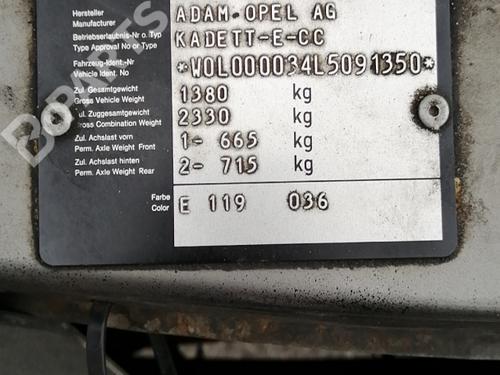 Hersteller
Manufacturer
ADAM-OPEL AG
Betriebserlaubnis-Nr o. Typ
Type Approval No or Type
KADETT-E-CC
Fahrzeug-Ident.-Nr
Vehicle Ident. No
*WOL000034L5091350*
Zul. Gesamtgewicht
Gross Vehicle Weight
1380 kg
Zul. Zuggesamtgewicht
Gross Combination Weight
2330 kg
Zul. Achslast vorn
Perm. Axle Weight Front
1- 665 kg
Zul. Achslast hinten
Perm. Axle Weight Rear
2- 715 kg
Farbe
Color
E 119 036